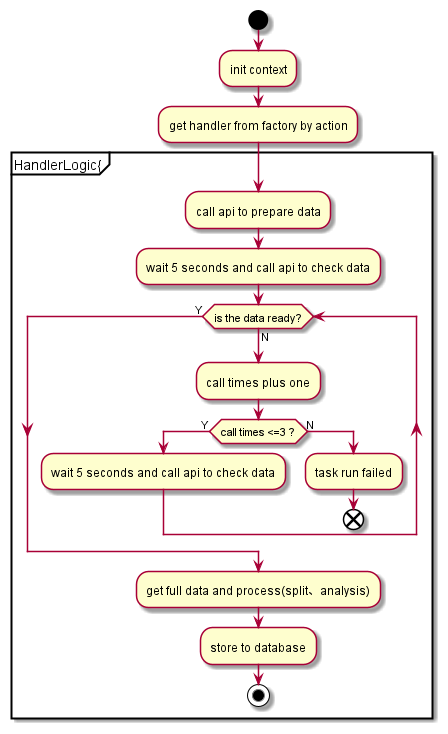 init context
get handler from factory by action
HandlerLogic{
call api to prepare data
wait 5 seconds and call api to check data
Y
is the data ready?
N
call times plus one
Y
call times <=3 ?
N
wait 5 seconds and call api to check data
task run failed
get full data and process(split、analysis)
store to database